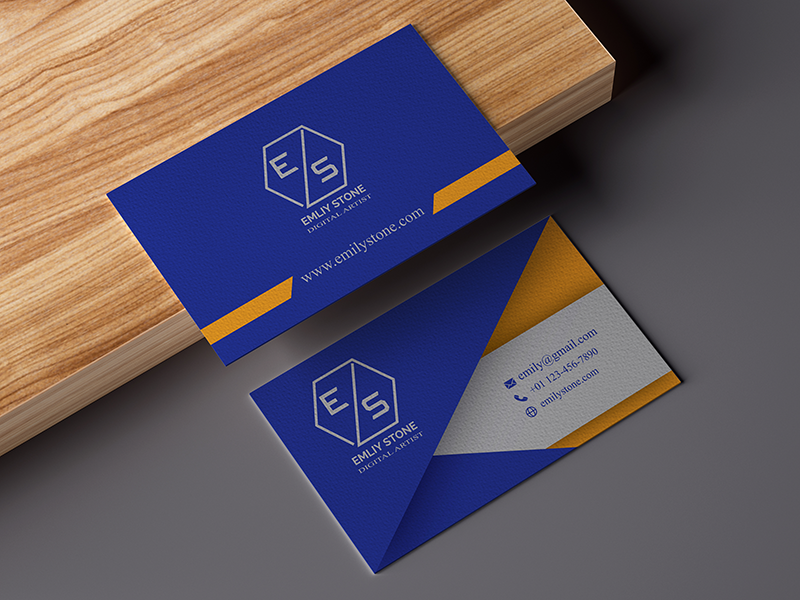 E S
EMLIY STONE
DIGITAL ARTIST
www.emilystone.com
E S
EMLIY STONE
DIGITAL ARTIST
emily@gmail.com
+01 123-456-7890
emilystone.com